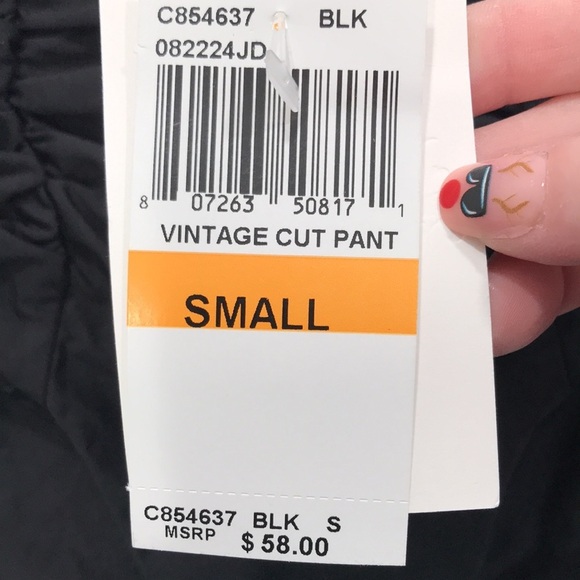 C854637 BLK
082224JD
8 07263 50817 1
VINTAGE CUT PANT
SMALL
C854637 BLK S
MSRP $58.00